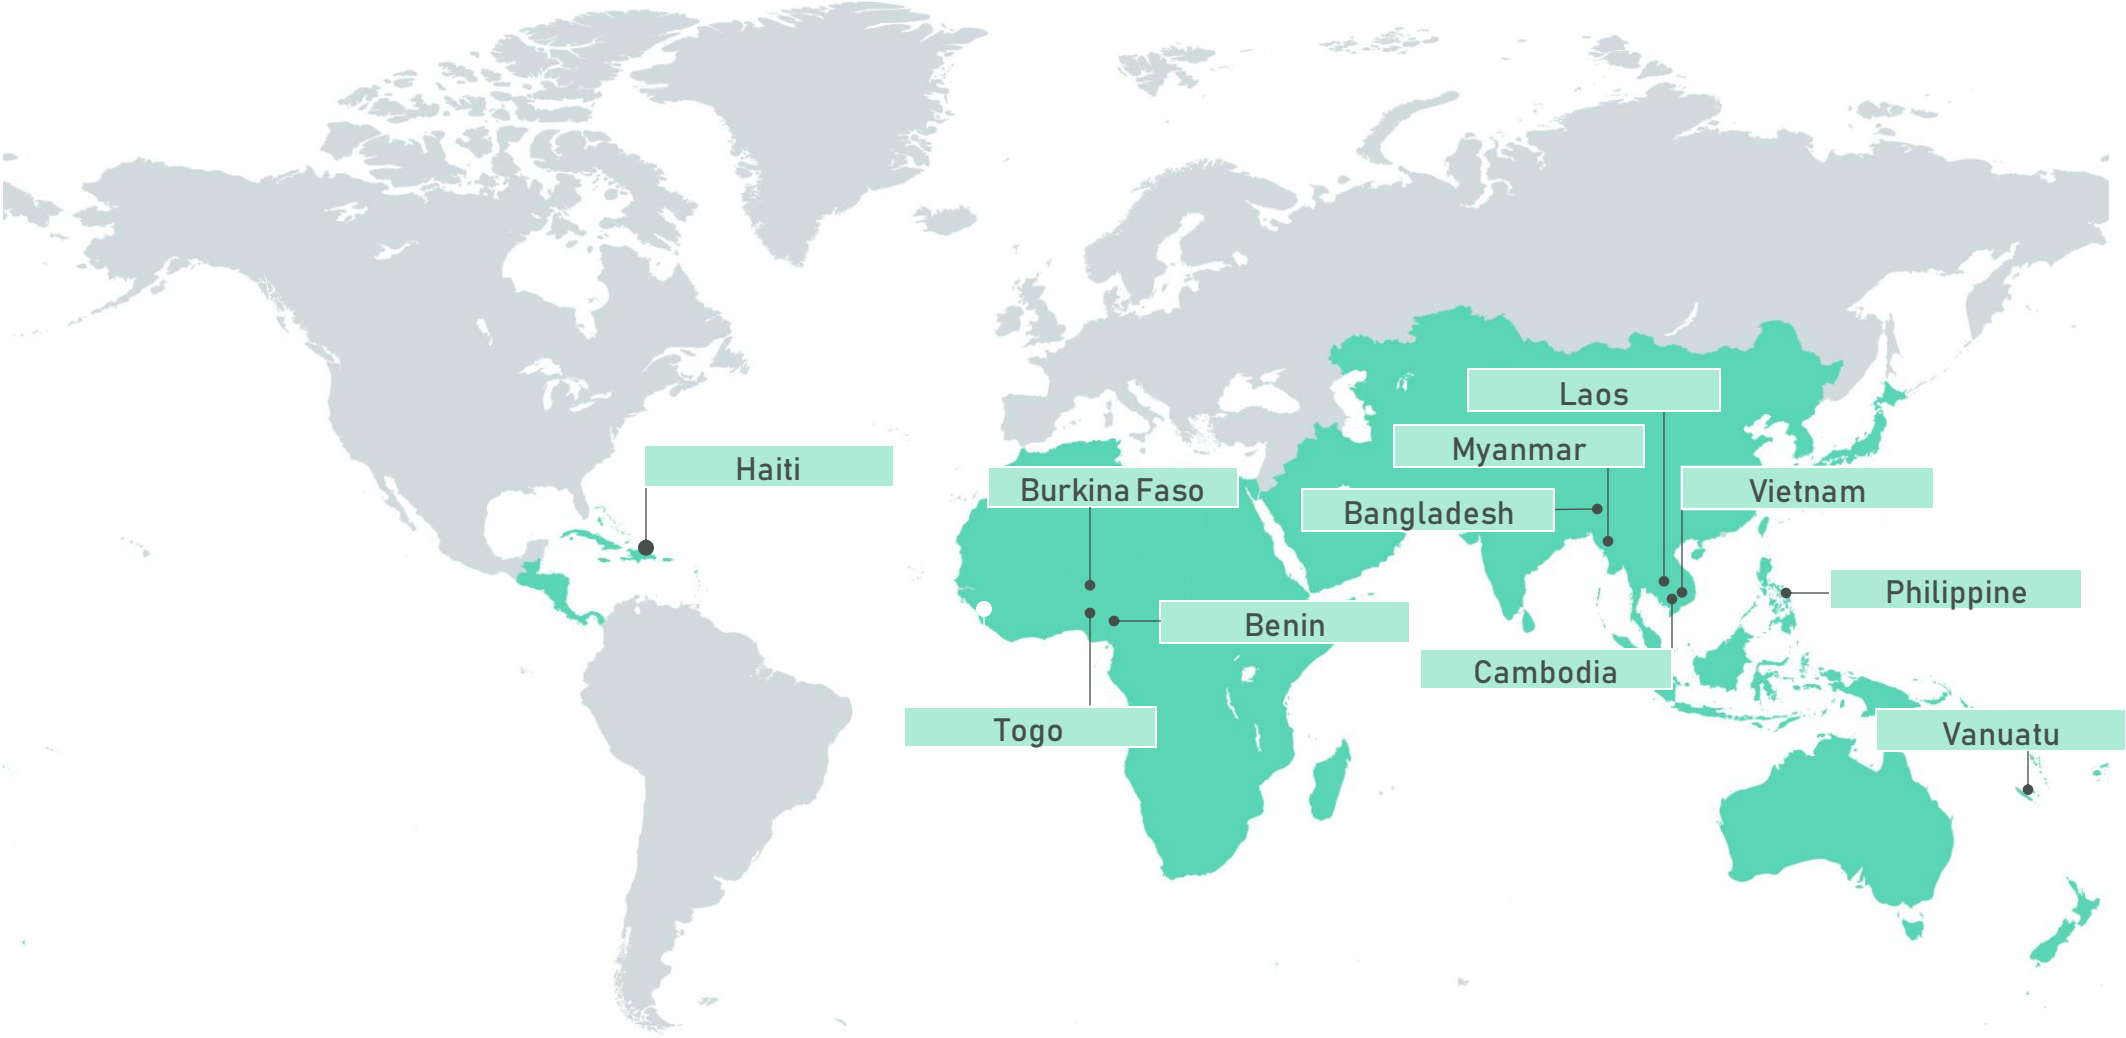 Laos
Myanmar
Haiti
Burkina Faso
Vietnam
Bangladesh
Philippine
Benin
Cambodia
Togo
Vanuatu